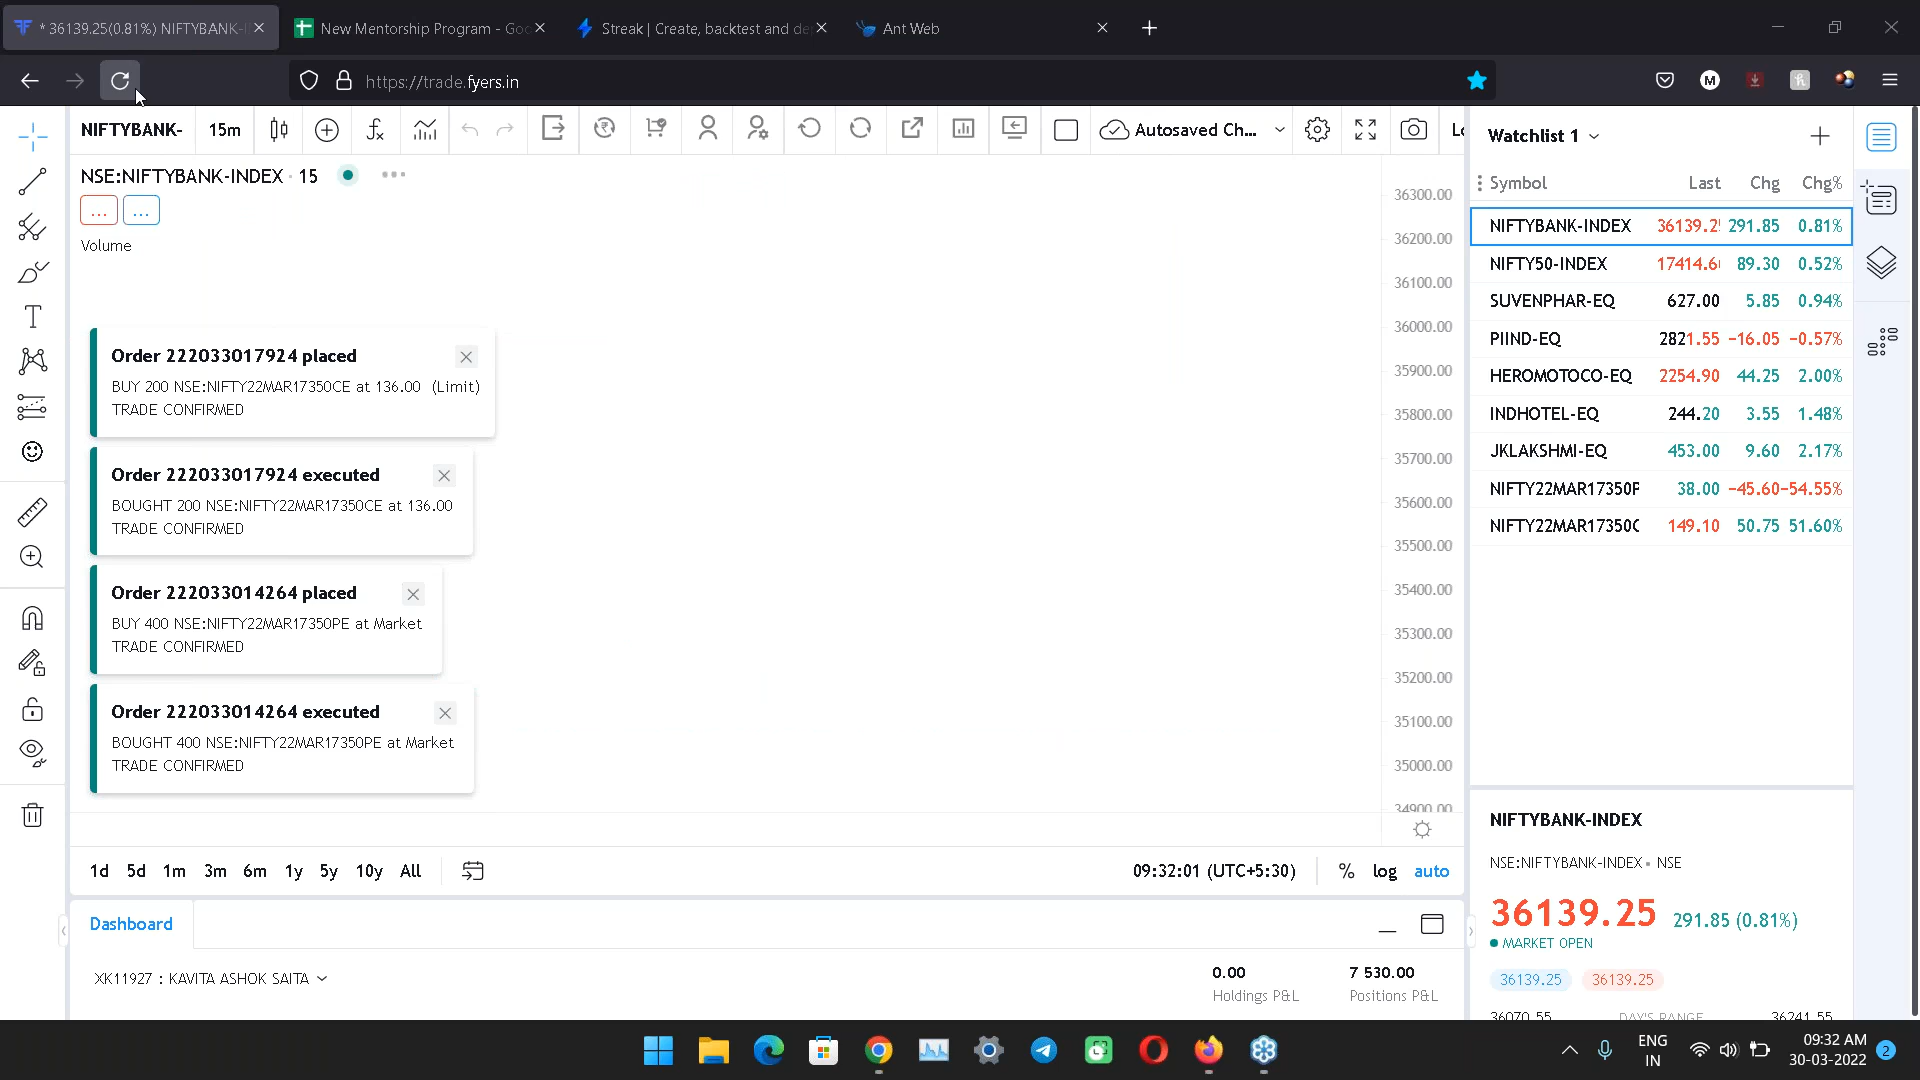 * 36139.25(0.81%) NIFTYBANK-I
New Mentorship Program - Goo
Streak | Create, backtest and de
Ant Web
https://trade.fyers.in
NIFTYBANK-
15m
Autosaved Ch...
Lo
NSE:NIFTYBANK-INDEX · 15
...
...
Volume
Order 222033017924 placed
BUY 200 NSE:NIFTY22MAR17350CE at 136.00 (Limit)
TRADE CONFIRMED
Order 222033017924 executed
BOUGHT 200 NSE:NIFTY22MAR17350CE at 136.00
TRADE CONFIRMED
Order 222033014264 placed
BUY 400 NSE:NIFTY22MAR17350PE at Market
TRADE CONFIRMED
Order 222033014264 executed
BOUGHT 400 NSE:NIFTY22MAR17350PE at Market
TRADE CONFIRMED
36300.00
36200.00
36100.00
36000.00
35900.00
35800.00
35700.00
35600.00
35500.00
35400.00
35300.00
35200.00
35100.00
35000.00
34900.00
1d 5d 1m 3m 6m 1y 5y 10y All
09:32:01 (UTC+5:30)
% log auto
Dashboard
XK11927 : KAVITA ASHOK SAITA
0.00
Holdings P&L
7 530.00
Positions P&L
Watchlist 1
Symbol Last Chg Chg%
NIFTYBANK-INDEX 36139.2 291.85 0.81%
NIFTY50-INDEX 17414.6 89.30 0.52%
SUVENPHAR-EQ 627.00 5.85 0.94%
PIIND-EQ 2821.55 -16.05 -0.57%
HEROMOTOCO-EQ 2254.90 44.25 2.00%
INDHOTEL-EQ 244.20 3.55 1.48%
JKLAKSHMI-EQ 453.00 9.60 2.17%
NIFTY22MAR17350P 38.00 -45.60 -54.55%
NIFTY22MAR17350C 149.10 50.75 51.60%
NIFTYBANK-INDEX
NSE:NIFTYBANK-INDEX • NSE
36139.25 291.85 (0.81%)
MARKET OPEN
36139.25 36139.25
36070.55 DAY'S RANGE 36241.55
ENG
IN
09:32 AM
30-03-2022
2